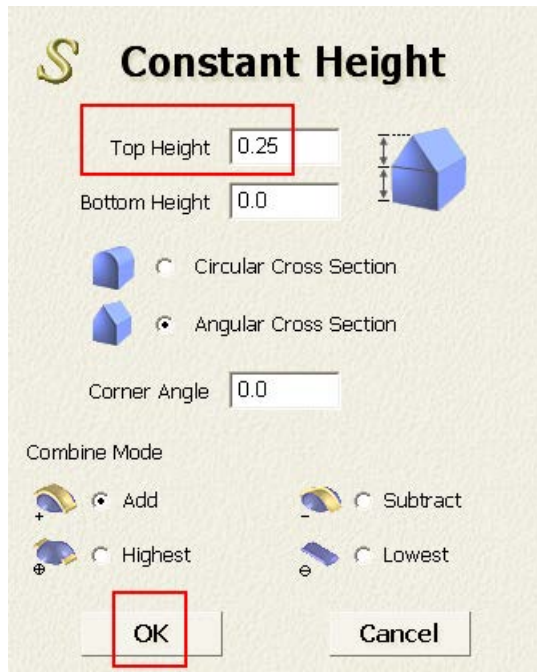 S Constant Height
Top Height 0.25
Bottom Height 0.0
Circular Cross Section
Angular Cross Section
Corner Angle 0.0
Combine Mode
Add Subtract
Highest Lowest
OK Cancel